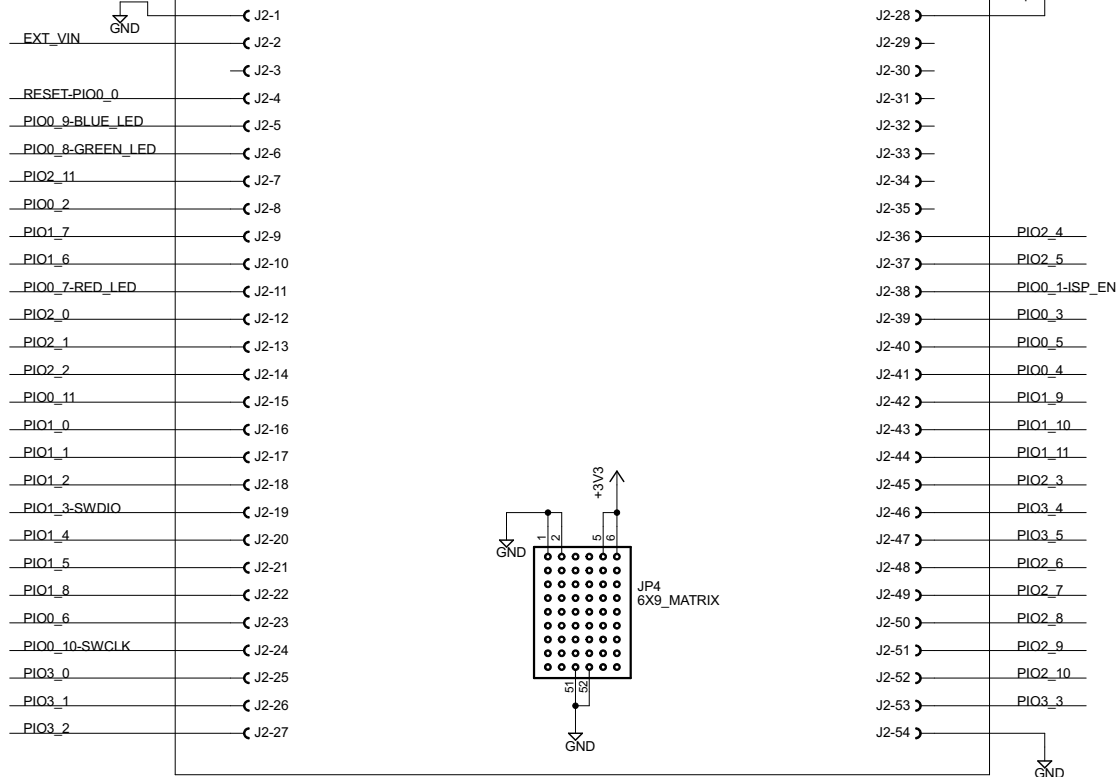 GND
J2-1
J2-28
EXT_VIN
J2-2
J2-29
J2-3
J2-30
RESET-PIO0_0
J2-4
J2-31
PIO0_9-BLUE_LED
J2-5
J2-32
PIO0_8-GREEN_LED
J2-6
J2-33
PIO2_11
J2-7
J2-34
PIO0_2
J2-8
J2-35
PIO1_7
J2-9
J2-36
PIO2_4
PIO1_6
J2-10
J2-37
PIO2_5
PIO0_7-RED_LED
J2-11
J2-38
PIO0_1-ISP_EN
PIO2_0
J2-12
J2-39
PIO0_3
PIO2_1
J2-13
J2-40
PIO0_5
PIO2_2
J2-14
J2-41
PIO0_4
PIO0_11
J2-15
J2-42
PIO1_9
PIO1_0
J2-16
J2-43
PIO1_10
PIO1_1
J2-17
J2-44
PIO1_11
PIO1_2
J2-18
+3V3
J2-45
PIO2_3
PIO1_3-SWDIO
J2-19
J2-46
PIO3_4
PIO1_4
J2-20
GND
1
2
5
6
J2-47
PIO3_5
PIO1_5
J2-21
J2-48
PIO2_6
PIO1_8
J2-22
JP4
6X9_MATRIX
J2-49
PIO2_7
PIO0_6
J2-23
J2-50
PIO2_8
PIO0_10-SWCLK
J2-24
J2-51
PIO2_9
PIO3_0
J2-25
51
52
J2-52
PIO2_10
PIO3_1
J2-26
J2-53
PIO3_3
PIO3_2
J2-27
GND
J2-54
GND